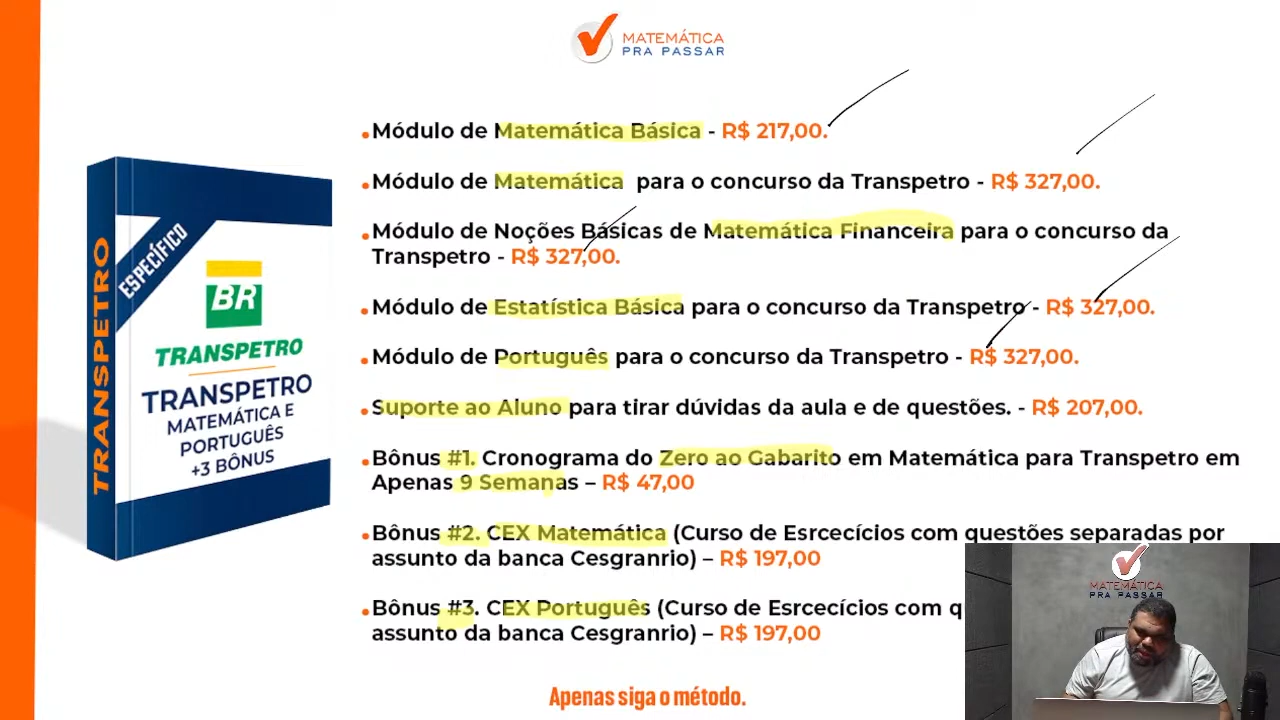 MATEMÁTICA
PRA PASSAR
•Módulo de Matemática Básica - R$ 217,00.
•Módulo de Matemática para o concurso da Transpetro - R$ 327,00.
•Módulo de Noções Básicas de Matemática Financeira para o concurso da
Transpetro - R$ 327,00.
•Módulo de Estatística Básica para o concurso da Transpetro - R$ 327,00.
•Módulo de Português para o concurso da Transpetro - R$ 327,00.
•Suporte ao Aluno para tirar dúvidas da aula e de questões. - R$ 207,00.
•Bônus #1. Cronograma do Zero ao Gabarito em Matemática para Transpetro em
Apenas 9 Semanas – R$ 47,00
•Bônus #2. CEX Matemática (Curso de Esrcecícios com questões separadas por
assunto da banca Cesgranrio) – R$ 197,00
•Bônus #3. CEX Português (Curso de Esrcecícios com q
assunto da banca Cesgranrio) – R$ 197,00
Apenas siga o método.
TRANSPETRO
ESPECÍFICO
BR
TRANSPETRO
TRANSPETRO
MATEMÁTICA E
PORTUGUÊS
+3 BÔNUS
MATEMÁTICA
PRA PASSAR